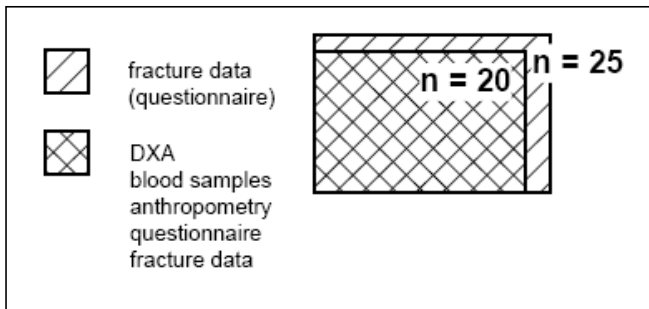 fracture data
(questionnaire)
DXA
blood samples
anthropometry
questionnaire
fracture data
n = 20
n = 25